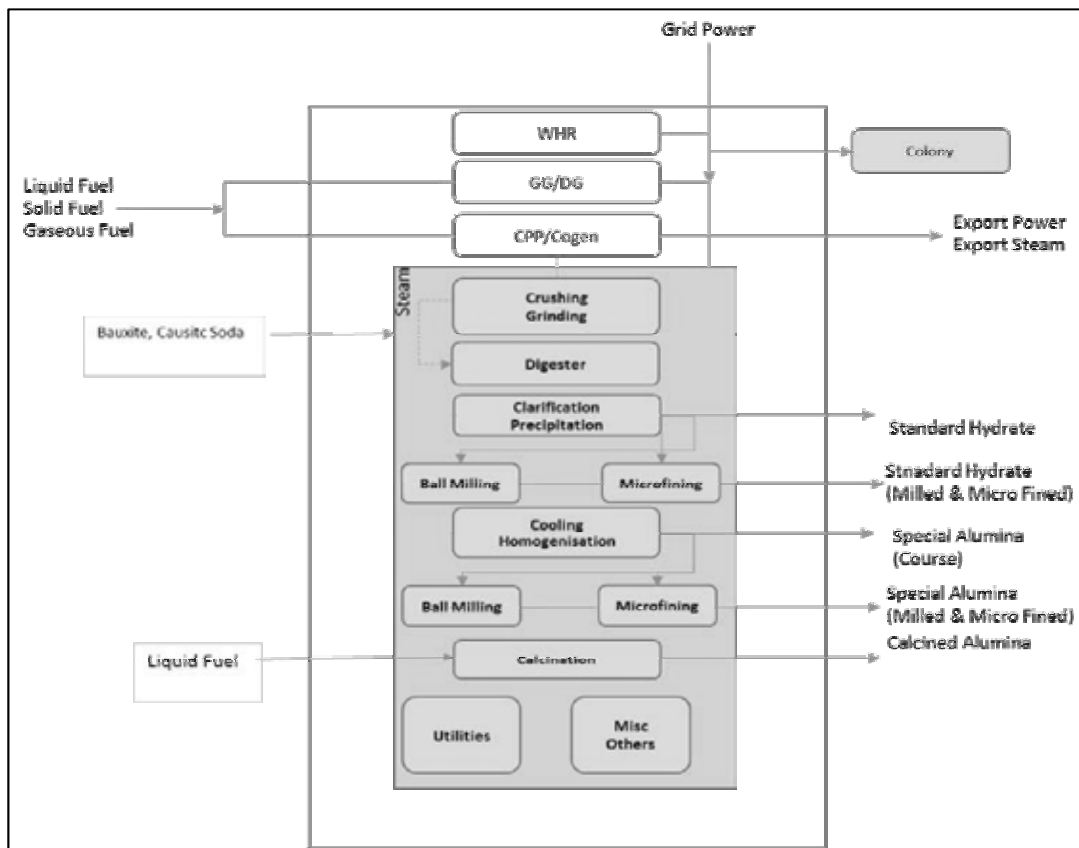 Grid Power
WHR
Colony
GG/DG
Liquid Fuel
Solid Fuel
Gaseous Fuel
CPP/Cogen
Export Power
Export Steam
Steam
Crushing
Grinding
Bauxite, Causitc Soda
Digester
Clarification
Precipitation
Standard Hydrate
Ball Milling
Microfining
Stnadard Hydrate
(Milled & Micro Fined)
Cooling
Homogenisation
Special Alumina
(Course)
Ball Milling
Microfining
Special Alumina
(Milled & Micro Fined)
Liquid Fuel
Calcination
Calcined Alumina
Utilities
Misc
Others